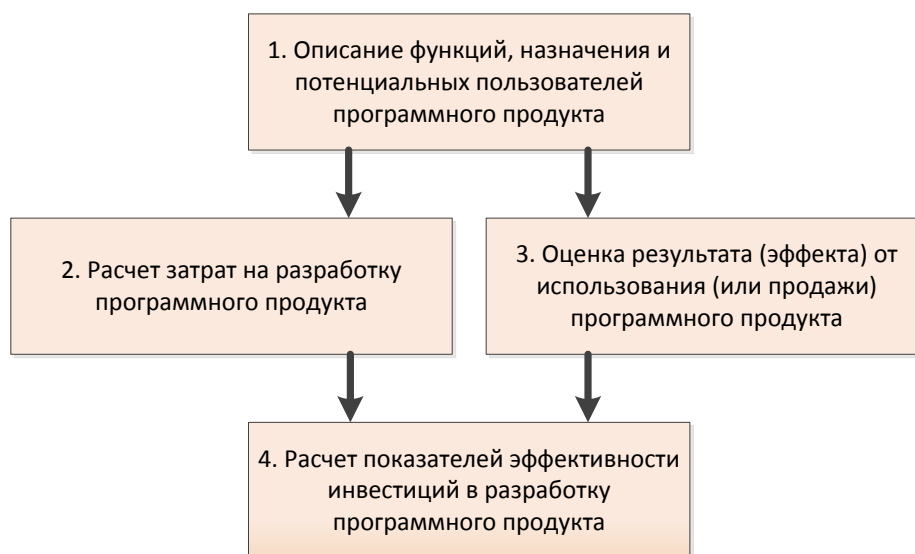 1. Описание функций, назначения и
потенциальных пользователей
программного продукта
2. Расчет затрат на разработку
программного продукта
3. Оценка результата (эффекта) от
использования (или продажи)
программного продукта
4. Расчет показателей эффективности
инвестиций в разработку
программного продукта